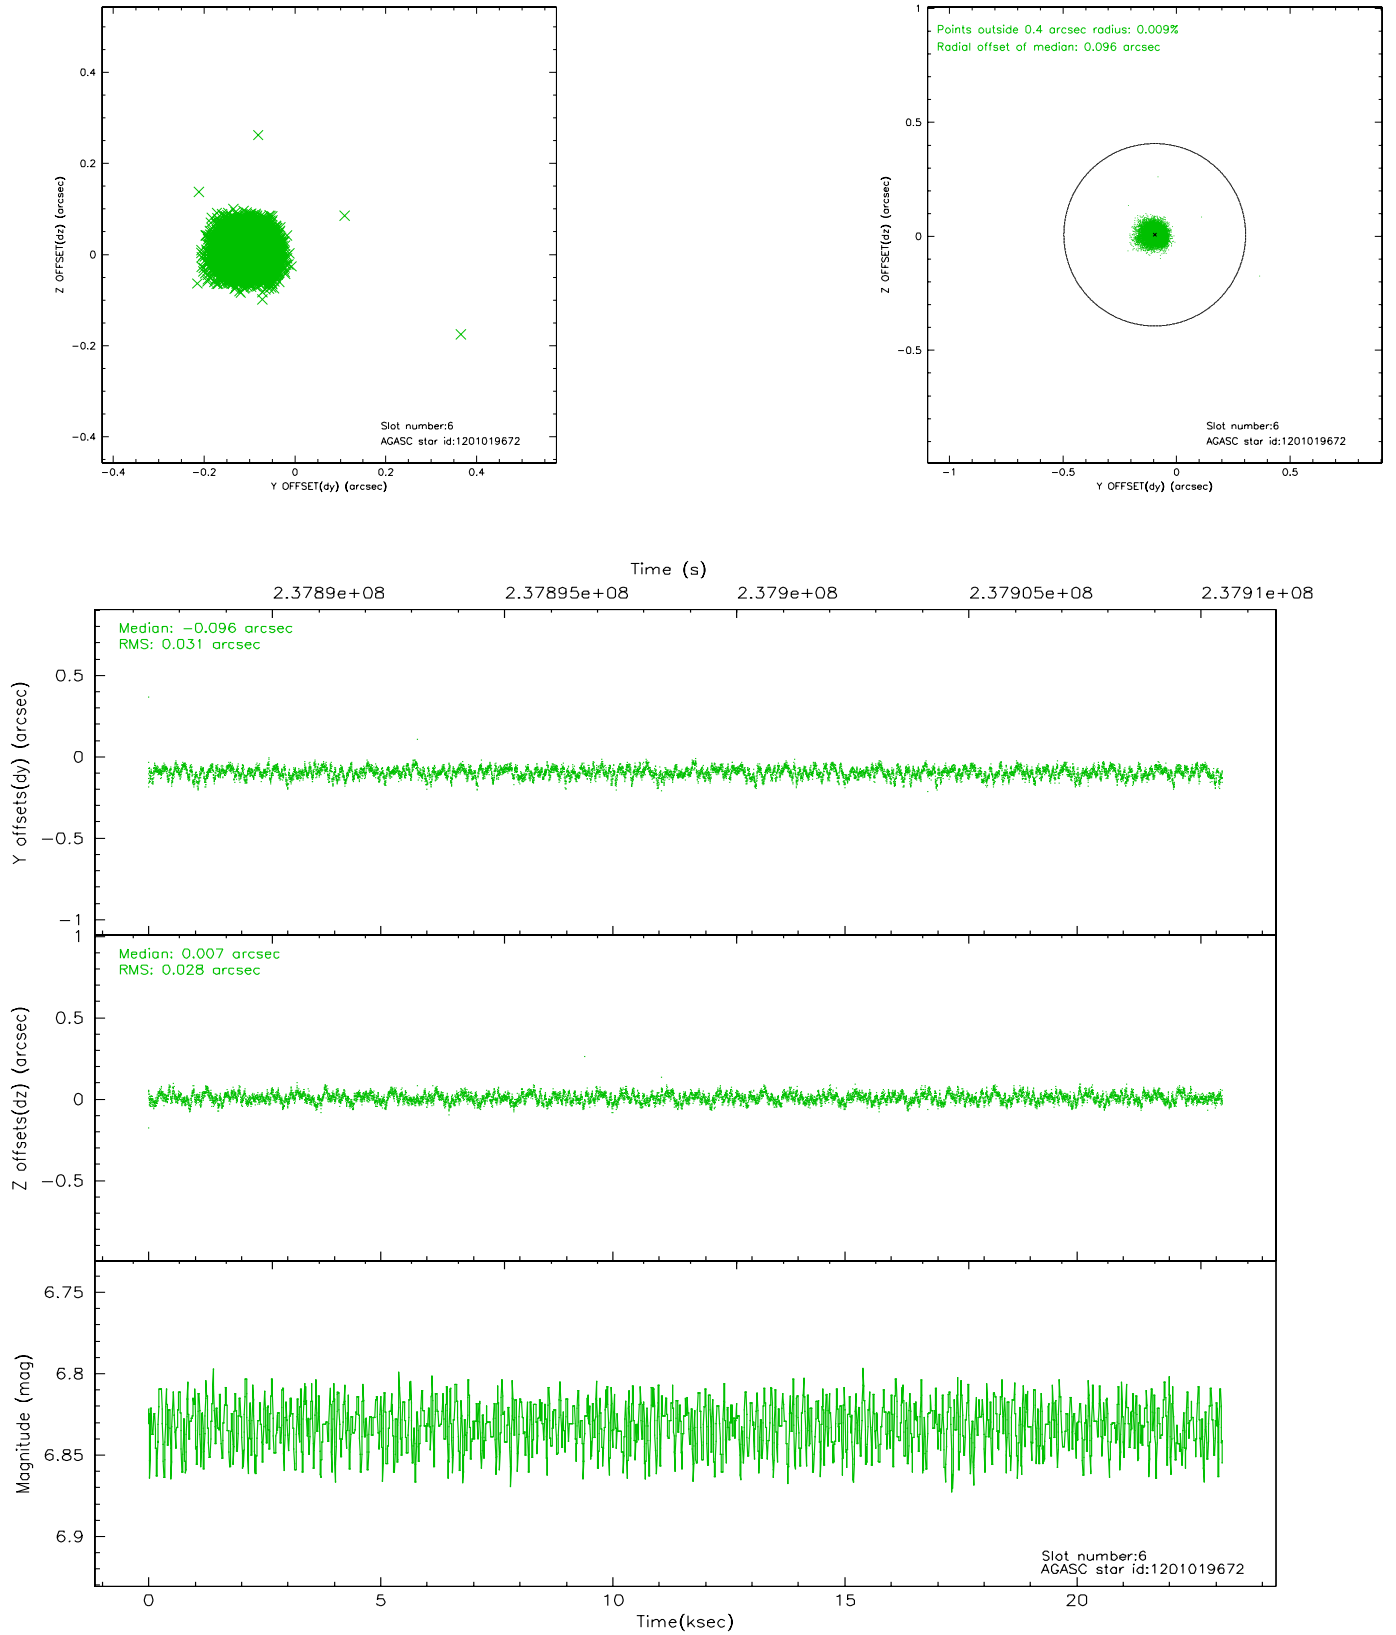 0.4
0.2
0
−0.2
−0.4
Z OFFSET(dz) (arcsec)
Slot number:6
AGASC star id:1201019672
−0.4 −0.2 0 0.2 0.4
Y OFFSET(dy) (arcsec)
Points outside 0.4 arcsec radius: 0.009%
Radial offset of median: 0.096 arcsec
1
0.5
0
−0.5
Z OFFSET(dz) (arcsec)
Slot number:6
AGASC star id:1201019672
−1 −0.5 0 0.5
Y OFFSET(dy) (arcsec)
Time (s)
2.3789e+08 2.37895e+08 2.379e+08 2.37905e+08 2.3791e+08
Median: −0.096 arcsec
RMS: 0.031 arcsec
0.5
0
−0.5
−1
Y offsets(dy) (arcsec)
Median: 0.007 arcsec
RMS: 0.028 arcsec
1
0.5
0
−0.5
Z offsets(dz) (arcsec)
6.75
6.8
6.85
6.9
Magnitude (mag)
Slot number:6
AGASC star id:1201019672
0 5 10 15 20
Time(ksec)